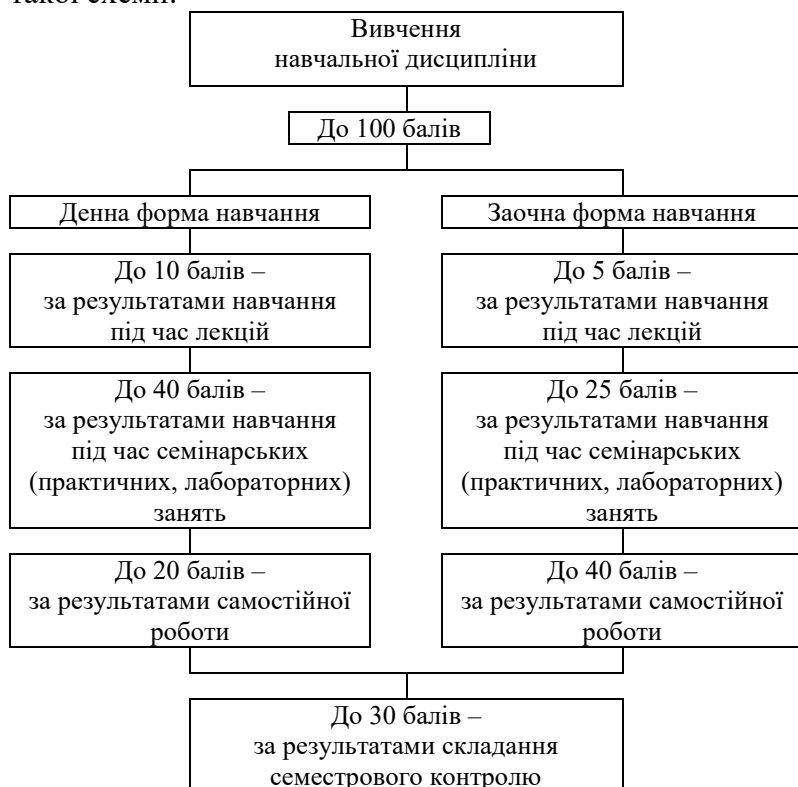 такої схеми:
Вивчення
навчальної дисципліни
До 100 балів
Денна форма навчання
Заочна форма навчання
До 10 балів –
за результатами навчання
під час лекцій
До 5 балів –
за результатами навчання
під час лекцій
До 40 балів –
за результатами навчання
під час семінарських
(практичних, лабораторних)
занять
До 25 балів –
за результатами навчання
під час семінарських
(практичних, лабораторних)
занять
До 20 балів –
за результатами самостійної
роботи
До 40 балів –
за результатами самостійної
роботи
До 30 балів –
за результатами складання
семестрового контролю